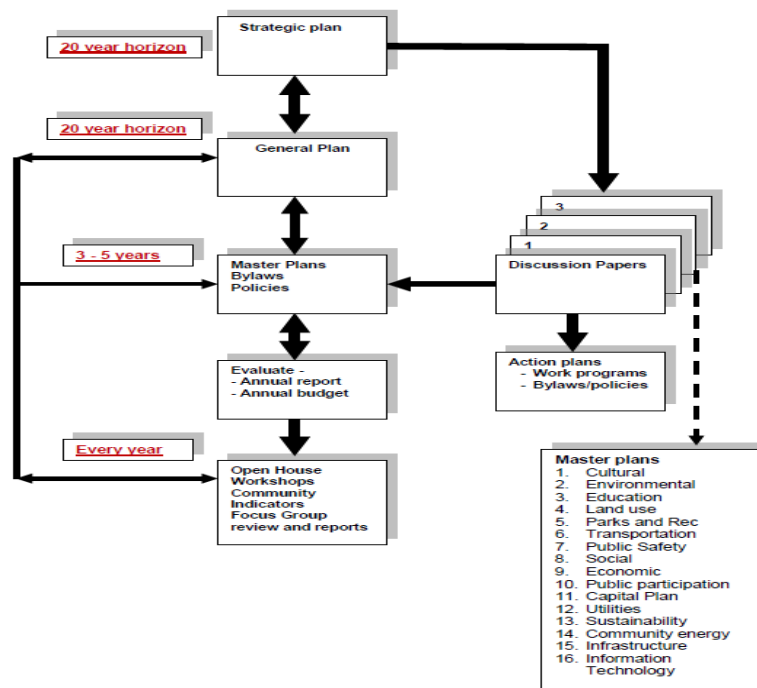 Strategic plan
20 year horizon
20 year horizon
General Plan
3
2
1
3 - 5 years
Master Plans
Bylaws
Policies
Discussion Papers
Evaluate -
- Annual report
- Annual budget
Action plans
- Work programs
- Bylaws/policies
Every year
Open House
Workshops
Community
Indicators
Focus Group
review and reports
Master plans
1. Cultural
2. Environmental
3. Education
4. Land use
5. Parks and Rec
6. Transportation
7. Public Safety
8. Social
9. Economic
10. Public participation
11. Capital Plan
12. Utilities
13. Sustainability
14. Community energy
15. Infrastructure
16. Information
Technology